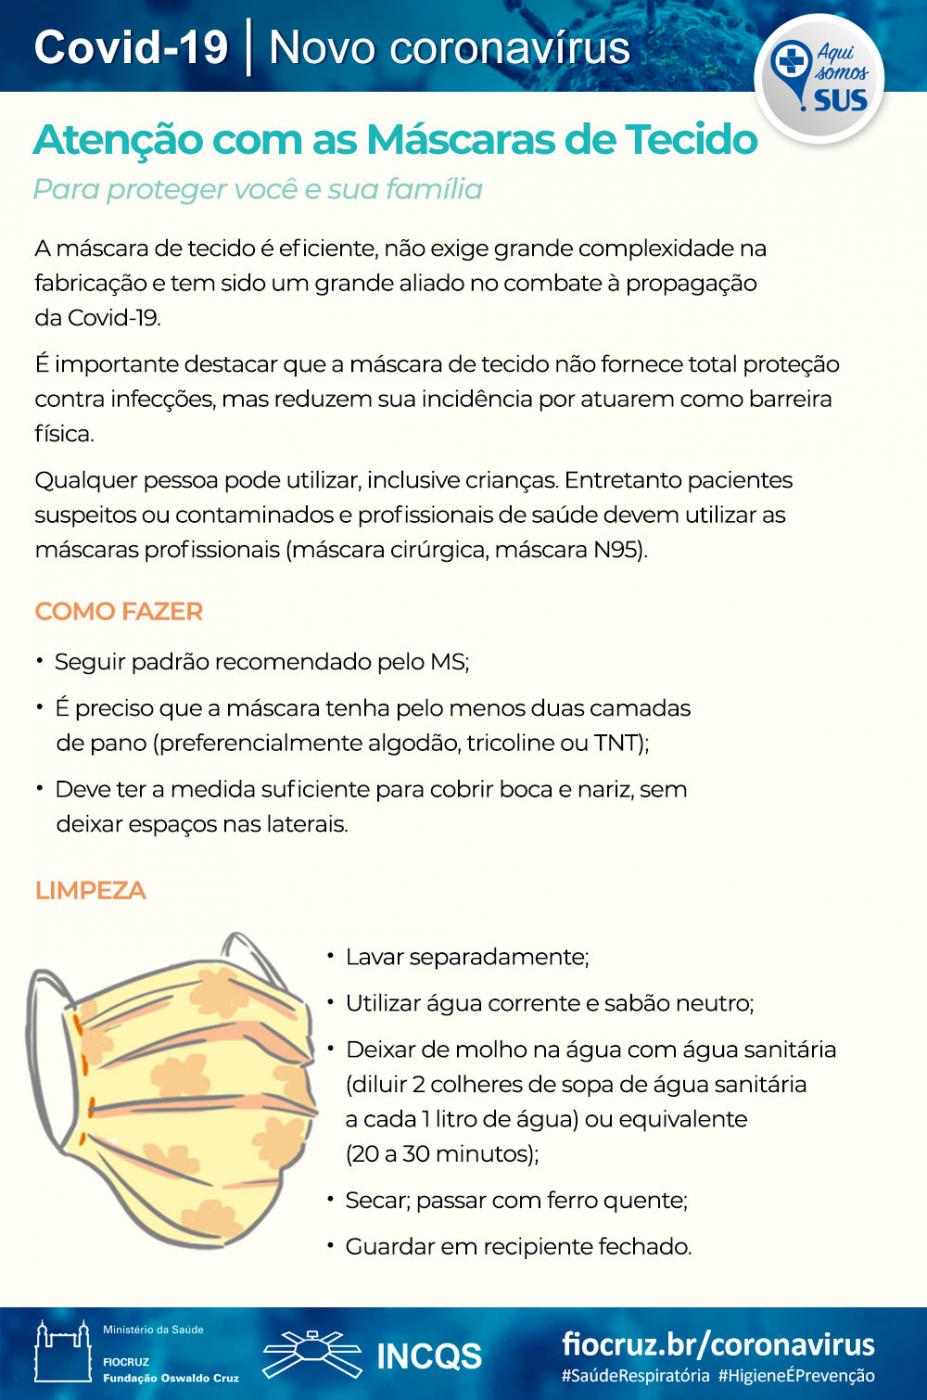 Covid-19 | Novo coronavírus
Aqui
somos
SUS
Atenção com as Máscaras de Tecido
Para proteger você e sua família
A máscara de tecido é eficiente, não exige grande complexidade na
fabricação e tem sido um grande aliado no combate à propagação
da Covid-19.
É importante destacar que a máscara de tecido não fornece total proteção
contra infecções, mas reduzem sua incidência por atuarem como barreira
física.
Qualquer pessoa pode utilizar, inclusive crianças. Entretanto pacientes
suspeitos ou contaminados e profissionais de saúde devem utilizar as
máscaras profissionais (máscara cirúrgica, máscara N95).
COMO FAZER
• Seguir padrão recomendado pelo MS;
• É preciso que a máscara tenha pelo menos duas camadas
de pano (preferencialmente algodão, tricoline ou TNT);
• Deve ter a medida suficiente para cobrir boca e nariz, sem
deixar espaços nas laterais.
LIMPEZA
• Lavar separadamente;
• Utilizar água corrente e sabão neutro;
• Deixar de molho na água com água sanitária
(diluir 2 colheres de sopa de água sanitária
a cada 1 litro de água) ou equivalente
(20 a 30 minutos);
• Secar; passar com ferro quente;
• Guardar em recipiente fechado.
Ministério da Saúde
FIOCRUZ
Fundação Oswaldo Cruz
INCQS
fiocruz.br/coronavirus
#SaúdeRespiratória #HigieneÉPrevenção